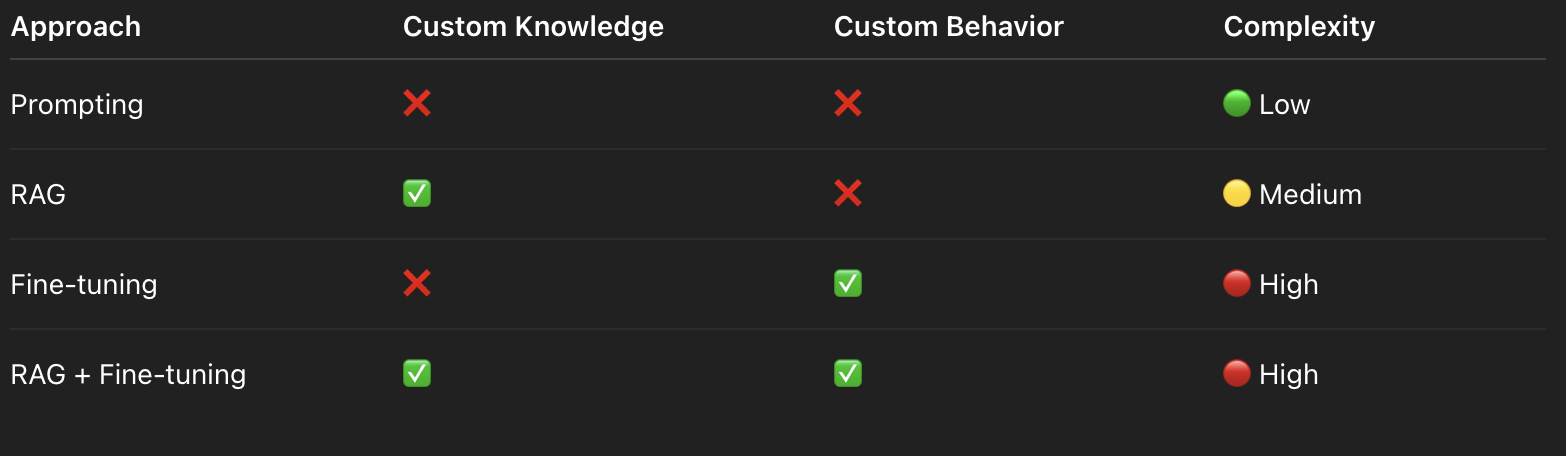 Approach Custom Knowledge Custom Behavior Complexity
Prompting ❌ ❌ 🟢 Low
RAG ✅ ❌ 🟡 Medium
Fine-tuning ❌ ✅ 🔴 High
RAG + Fine-tuning ✅ ✅ 🔴 High